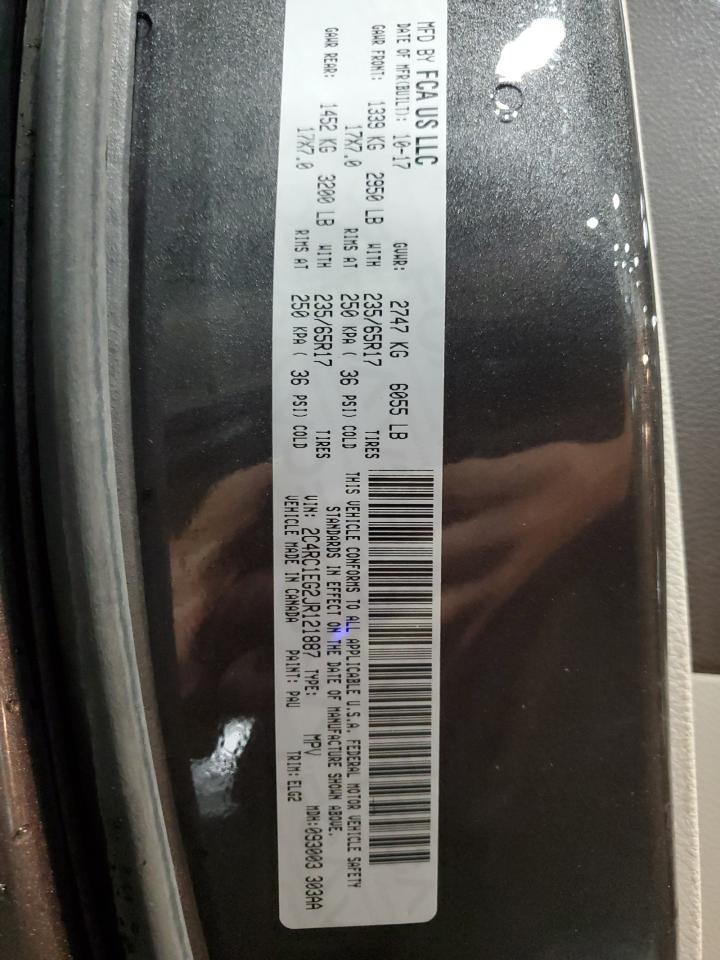 MFD BY FCA US LLC
DATE OF MFR(BUILT): 10-17 GVWR: 2747 KG 6055 LB
GAWR FRONT: 1339 KG 2950 LB WITH 235/65R17 TIRES
17X7.0 RIMS AT 250 KPA ( 36 PSI) COLD
GAWR REAR: 1452 KG 3200 LB WITH 235/65R17 TIRES
17X7.0 RIMS AT 250 KPA ( 36 PSI) COLD
THIS VEHICLE CONFORMS TO ALL APPLICABLE U.S.A. FEDERAL MOTOR VEHICLE SAFETY
STANDARDS IN EFFECT ON THE DATE OF MANUFACTURE SHOWN ABOVE.
VIN: 2C4RC1EG2JR121887 TYPE: MPV MDH:093003 303AA
VEHICLE MADE IN CANADA PAINT: PAU TRIM: ELG2